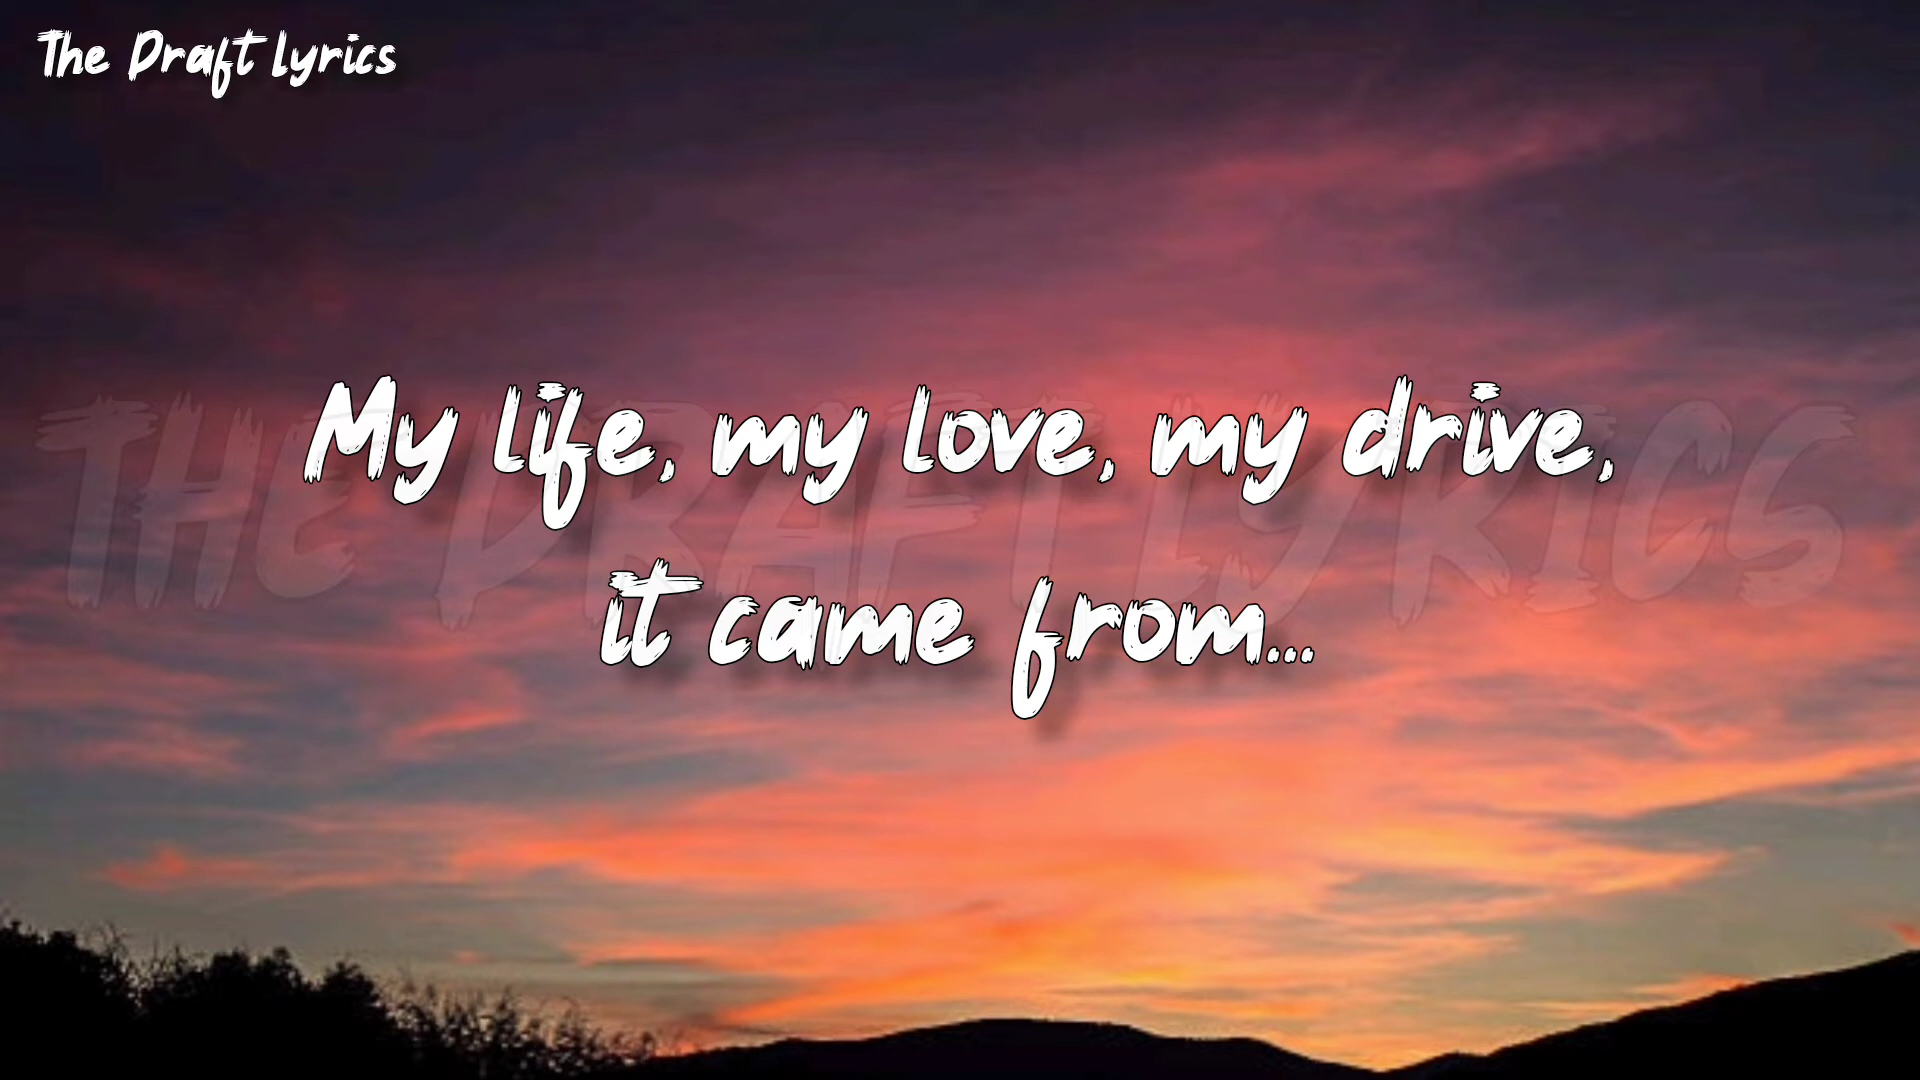 The Draft Lyrics
My life, my love, my drive,
THE DRAFT LYRICS
it came from...